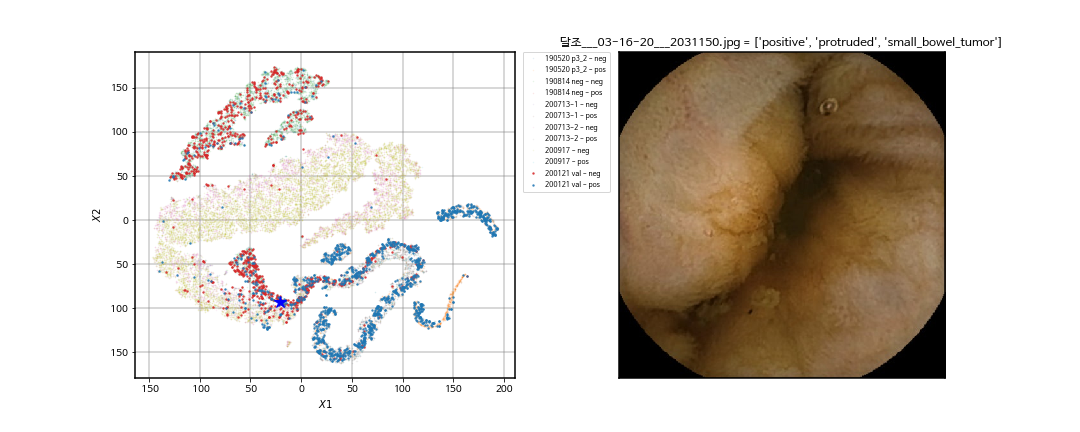 달조___03-16-20___2031150.jpg = ['positive', 'protruded', 'small_bowel_tumor']
190520 p3_2 - neg
190520 p3_2 - pos
190814 neg - neg
190814 neg - pos
200713-1 - neg
200713-1 - pos
200713-2 - neg
200713-2 - pos
200917 - neg
200917 - pos
200121 val - neg
200121 val - pos
X2
150
100
50
0
50
100
150
150 100 50 0 50 100 150 200
X1